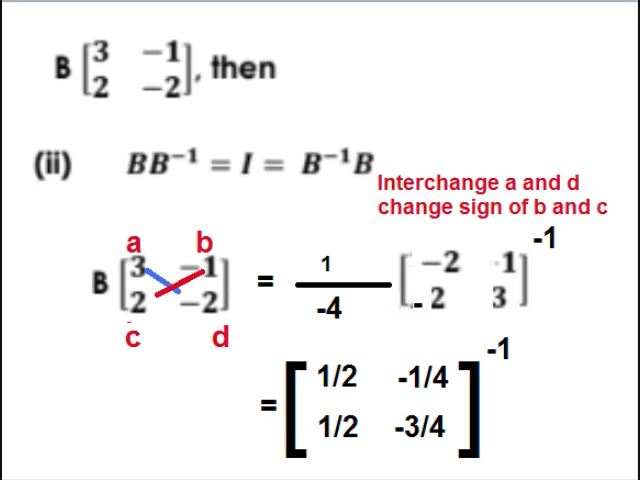 B [3 −1
2 −2], then
(ii) BB⁻¹ = I = B⁻¹B
Interchange a and d
change sign of b and c
a b
B [3 −1
2 −2] = 1/-4 [−2 1
-2 3]-1
c d
= [1/2 -1/4
1/2 -3/4]-1